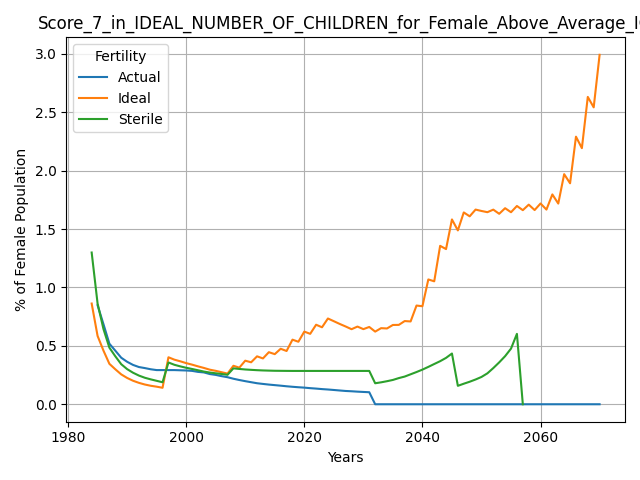 Score_7_in_IDEAL_NUMBER_OF_CHILDREN_for_Female_Above_Average_I
3.0
2.5
2.0
1.5
1.0
0.5
0.0
% of Female Population
Fertility
Actual
Ideal
Sterile
1980 2000 2020 2040 2060
Years